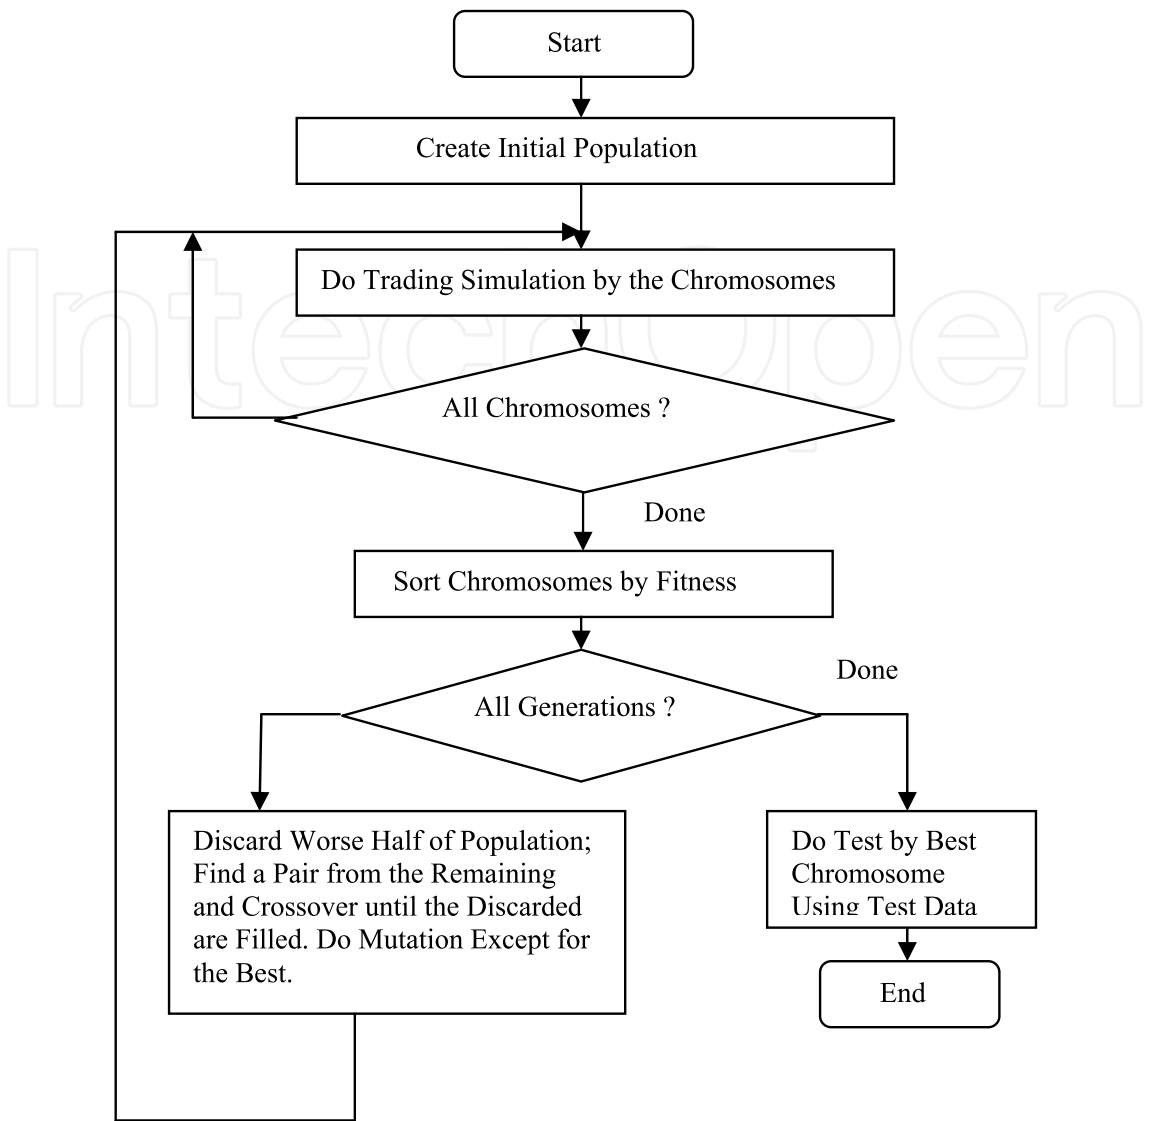 Start
Create Initial Population
IntechOpen
Do Trading Simulation by the Chromosomes
All Chromosomes ?
Done
Sort Chromosomes by Fitness
Done
All Generations ?
Discard Worse Half of Population;
Find a Pair from the Remaining
and Crossover until the Discarded
are Filled. Do Mutation Except for
the Best.
Do Test by Best
Chromosome
Using Test Data
End